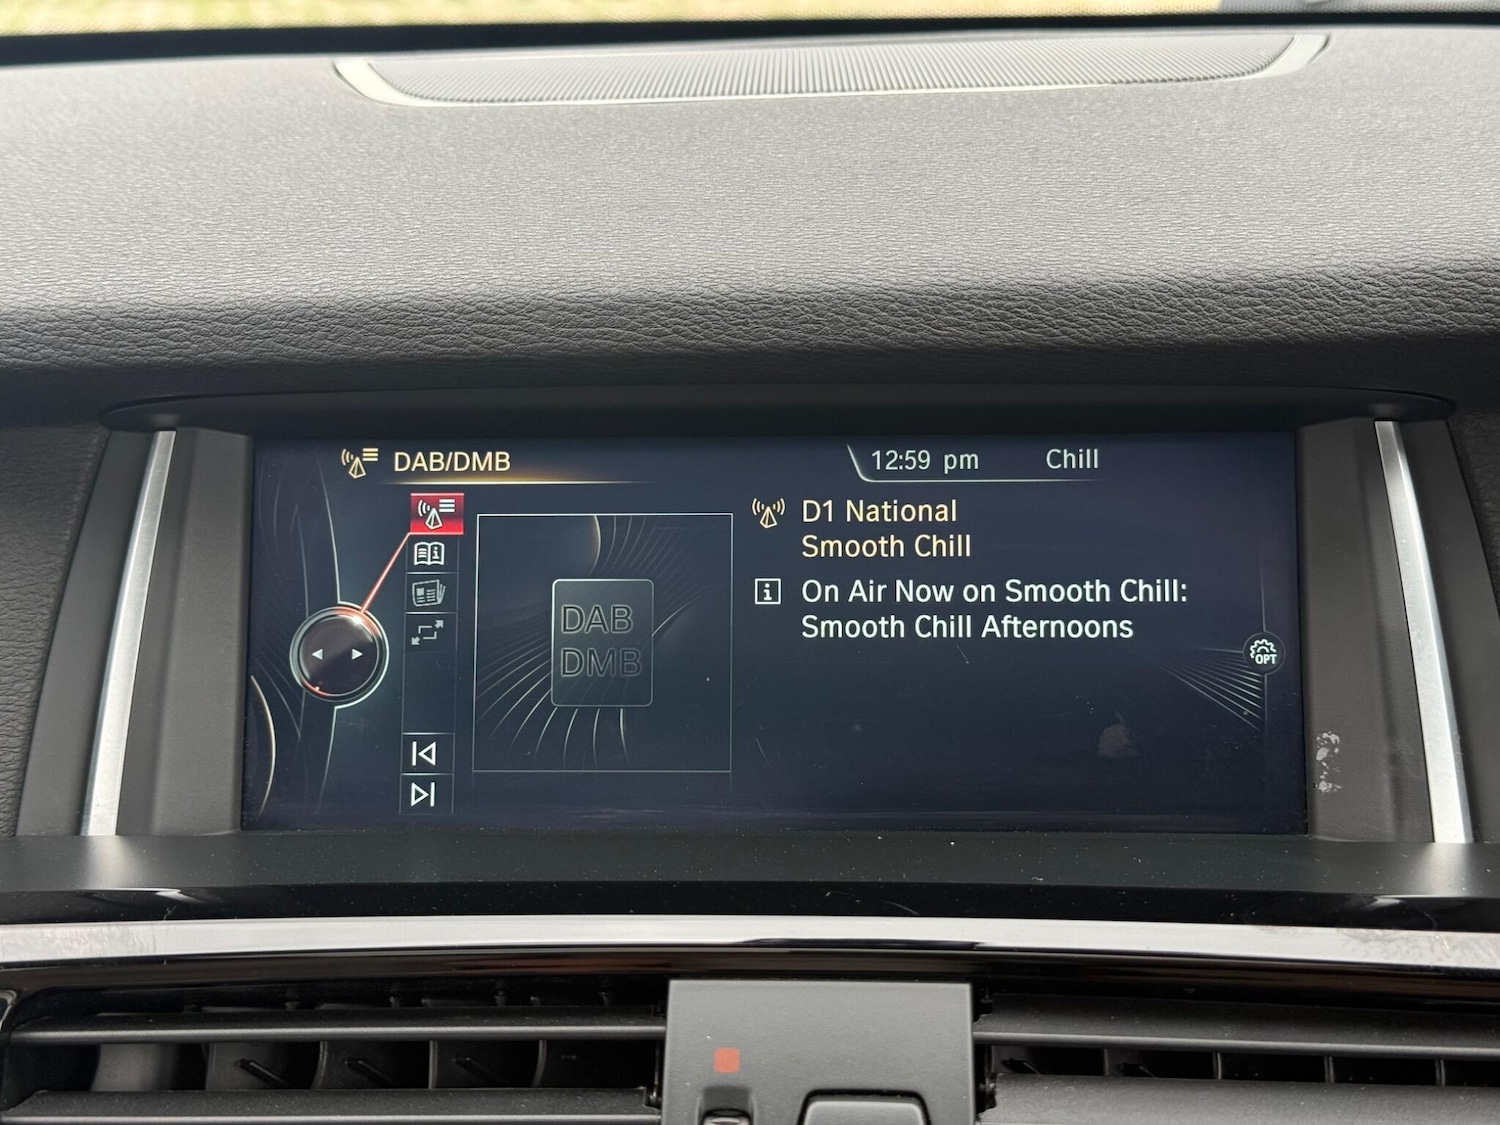 DAB/DMB
12:59 pm
Chill
D1 National
Smooth Chill
On Air Now on Smooth Chill:
Smooth Chill Afternoons
DAB
DMB
OPT